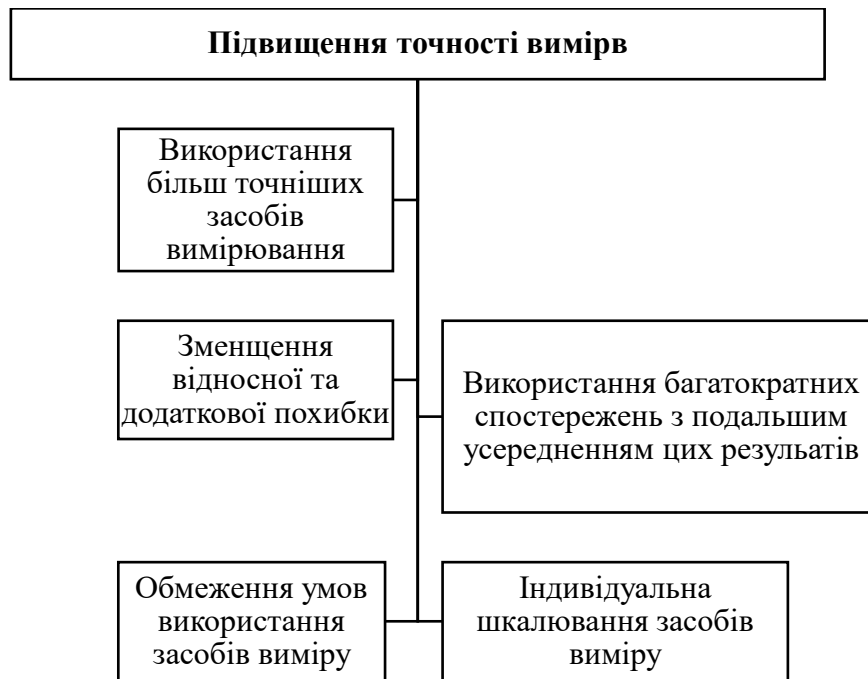 Підвищення точності вимірв
Використання
більш точніших
засобів
вимірювання
Зменщення
відносної та
додаткової похибки
Використання багатократних
спостережень з подальшим
усередненням цих резульатів
Обмеження умов
використання
засобів виміру
Індивідуальна
шкалювання засобів
виміру